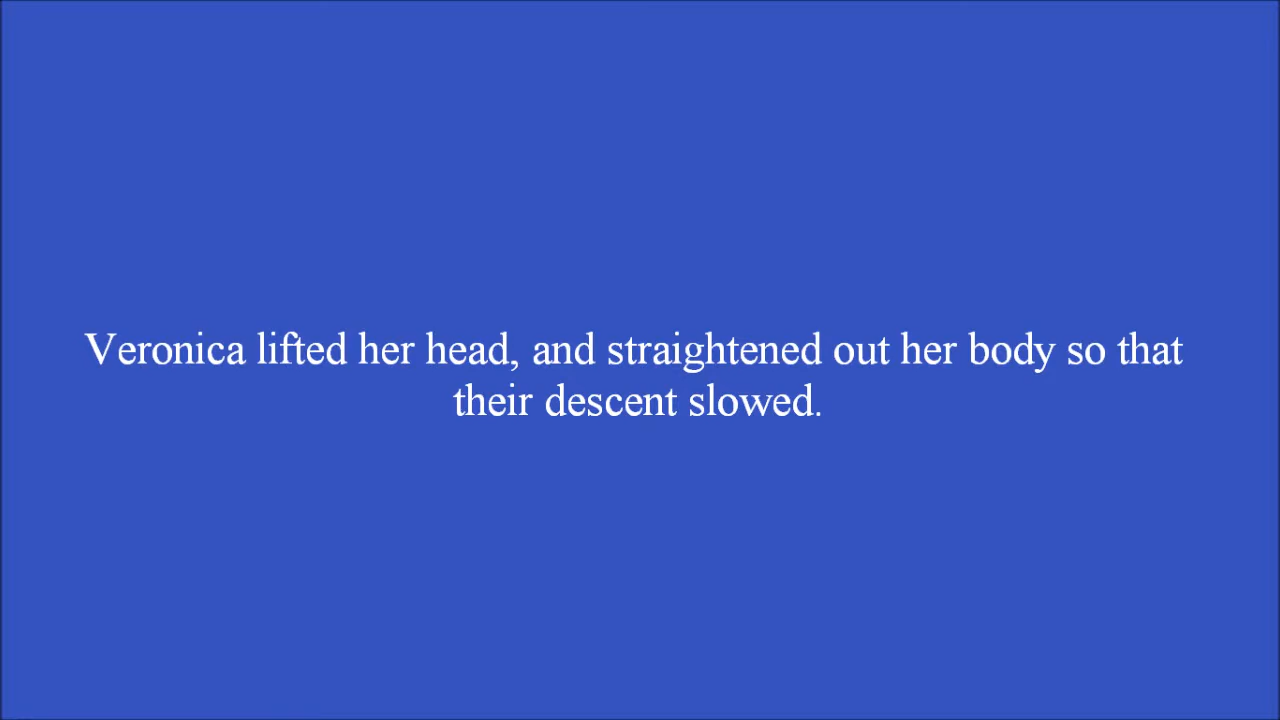 Veronica lifted her head, and straightened out her body so that
their descent slowed.